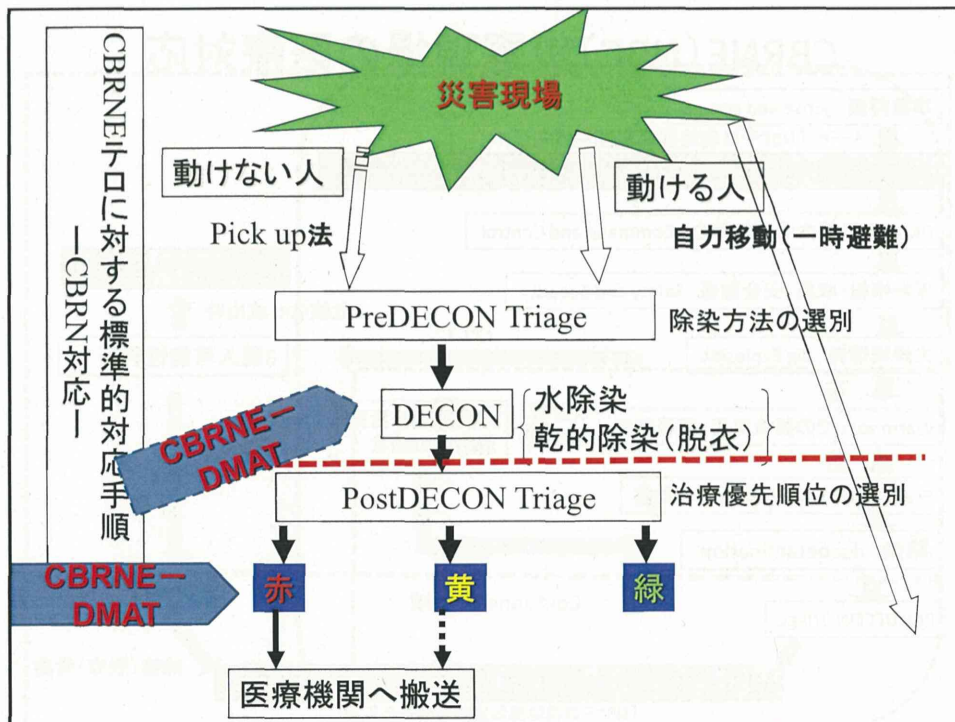 CBRNEテロに対する標準的対応手順
―CBRN対応―
災害現場
動けない人
動ける人
Pick up法
自力移動(一時避難)
PreDECON Triage
除染方法の選別
DECON
水除染
乾的除染(脱衣)
CBRNE－
DMAT
PostDECON Triage
治療優先順位の選別
CBRNE－
DMAT
赤
黄
緑
医療機関へ搬送